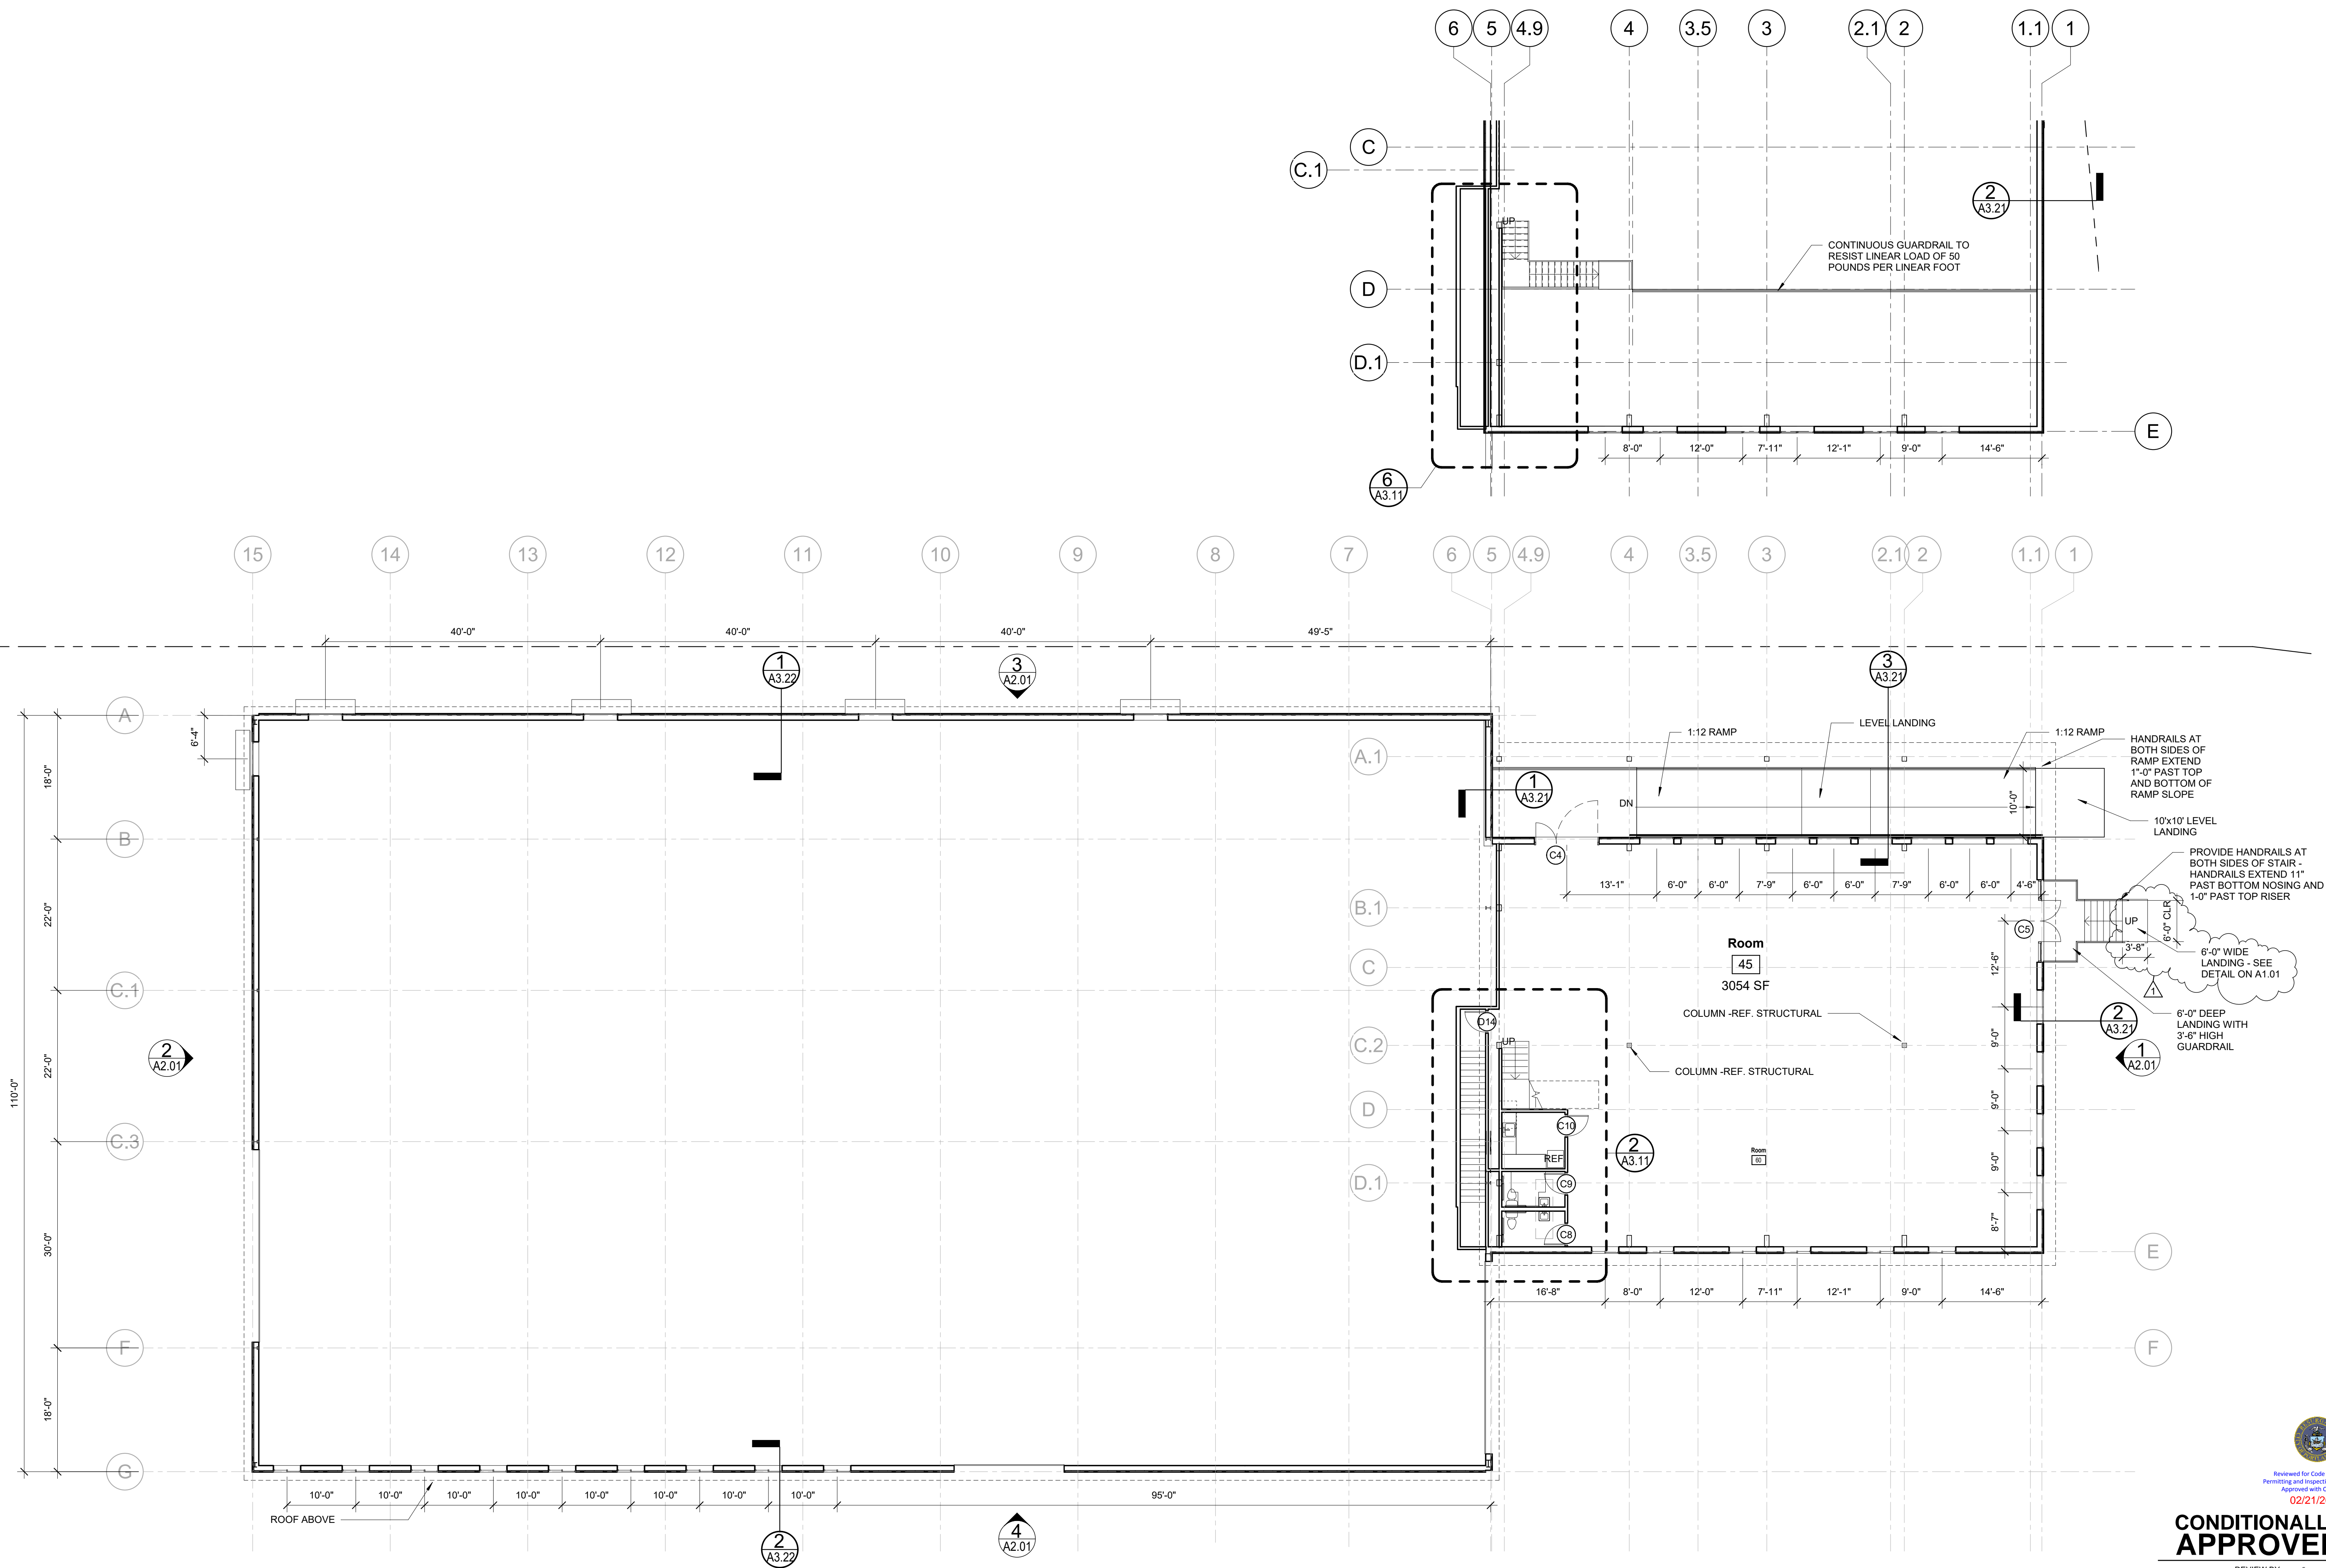 6
5
4.9
4
3.5
3
2.1
2
1.1
1
C
C.1
2
A3.21
UP
CONTINUOUS GUARDRAIL TO
RESIST LINEAR LOAD OF 50
POUNDS PER LINEAR FOOT
D
D.1
E
8'-0"
12'-0"
7'-11"
12'-1"
9'-0"
14'-6"
6
A3.11
15
14
13
12
11
10
9
8
7
6
5
4.9
4
3.5
3
2.1
2
1.1
1
40'-0"
40'-0"
40'-0"
49'-5"
1
A3.22
3
A2.01
3
A3.21
A
6'-4"
18'-0"
B
22'-0"
C.1
22'-0"
110'-0"
C.3
30'-0"
F
18'-0"
G
2
A2.01
A.1
B.1
C
C.2
D
D.1
1:12 RAMP
LEVEL LANDING
1:12 RAMP
HANDRAILS AT
BOTH SIDES OF
RAMP EXTEND
1"-0" PAST TOP
AND BOTTOM OF
RAMP SLOPE
1
A3.21
DN
10'-0"
10'x10' LEVEL
LANDING
C4
PROVIDE HANDRAILS AT
BOTH SIDES OF STAIR -
HANDRAILS EXTEND 11"
PAST BOTTOM NOSING AND
1-0" PAST TOP RISER
13'-1"
6'-0"
6'-0"
7'-9"
6'-0"
6'-0"
7'-9"
6'-0"
6'-0"
4'-6"
UP
6'-0" CLR
C5
3'-8"
6'-0" WIDE
LANDING - SEE
DETAIL ON A1.01
1
Room
45
3054 SF
12'-6"
COLUMN -REF. STRUCTURAL
6'-0" DEEP
LANDING WITH
3'-6" HIGH
GUARDRAIL
2
A3.21
1
A2.01
D14
UP
9'-0"
COLUMN -REF. STRUCTURAL
9'-0"
C10
REF
2
A3.11
Room
60
9'-0"
C9
8'-7"
C8
E
16'-8"
8'-0"
12'-0"
7'-11"
12'-1"
9'-0"
14'-6"
F
10'-0"
10'-0"
10'-0"
10'-0"
10'-0"
10'-0"
10'-0"
10'-0"
95'-0"
ROOF ABOVE
2
A3.22
4
A2.01
Reviewed for Code
Permitting and
Approved with
02/21/2
CONDITIONALL
APPROVE